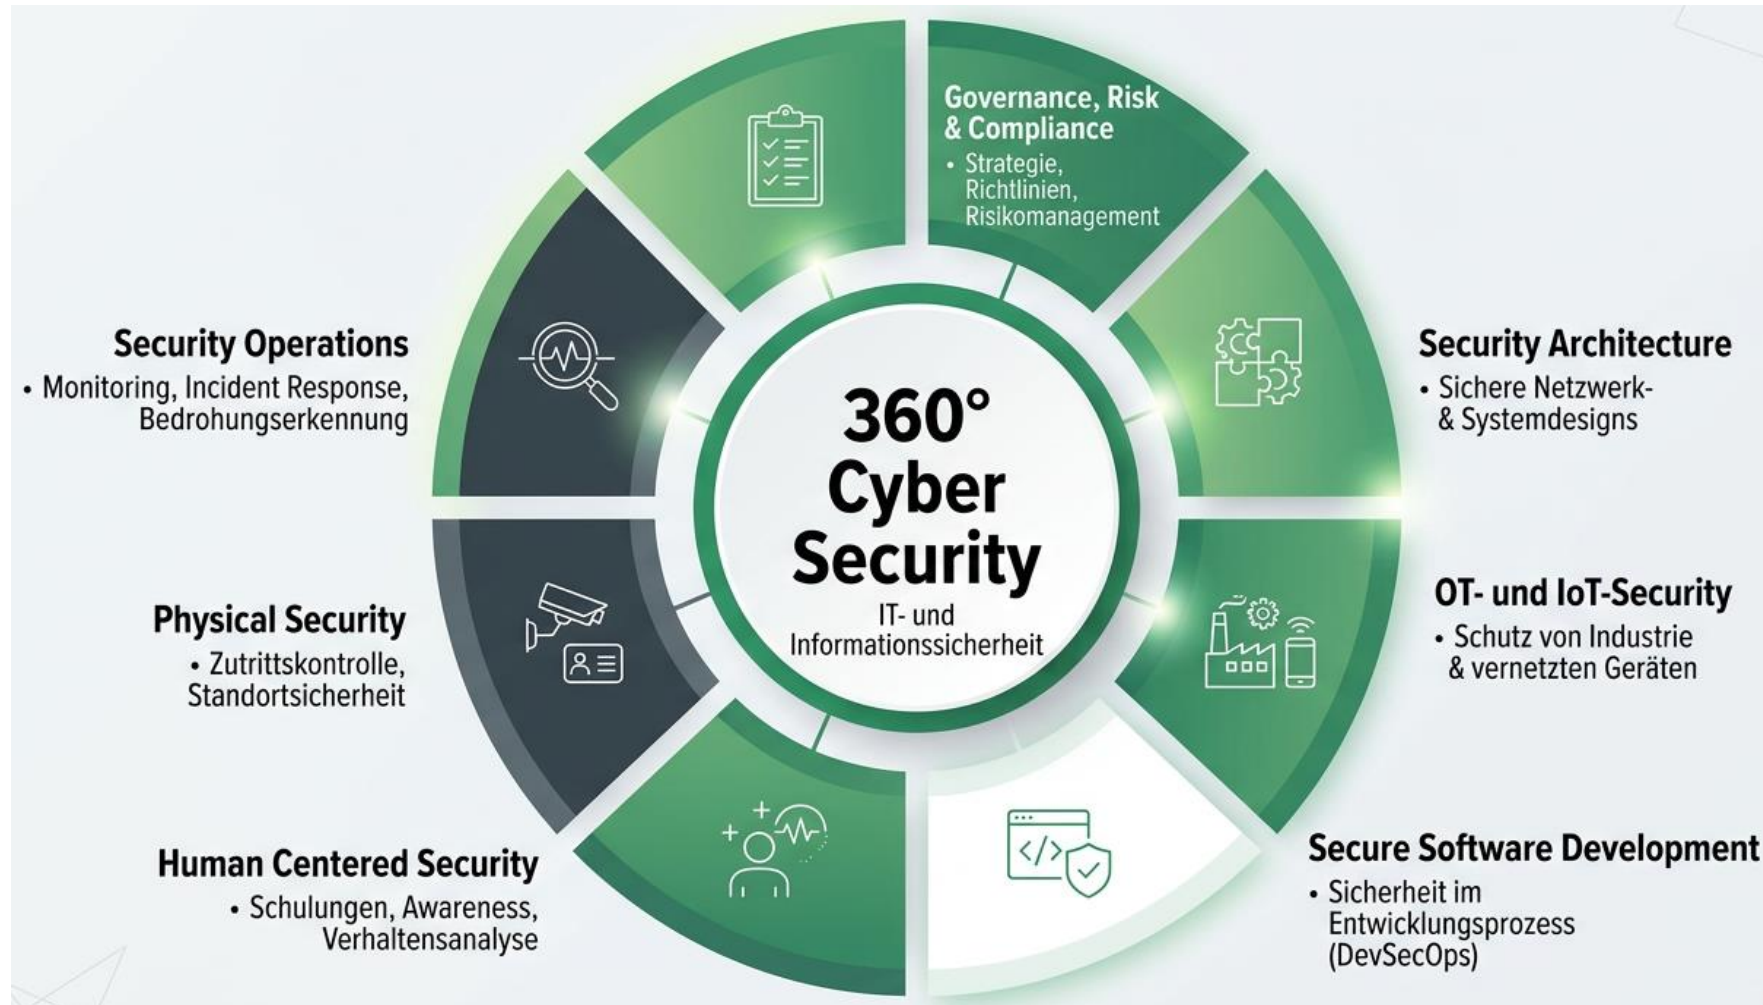 Governance, Risk
& Compliance
• Strategie,
Richtlinien,
Risikomanagement
Security Architecture
• Sichere Netzwerk-
& Systemdesigns
OT- und IoT-Security
• Schutz von Industrie
& vernetzten Geräten
Secure Software Development
• Sicherheit im
Entwicklungsprozess
(DevSecOps)
Human Centered Security
• Schulungen, Awareness,
Verhaltensanalyse
Physical Security
• Zutrittskontrolle,
Standortsicherheit
Security Operations
• Monitoring, Incident Response,
Bedrohungserkennung
360°
Cyber
Security
IT- und
Informationssicherheit